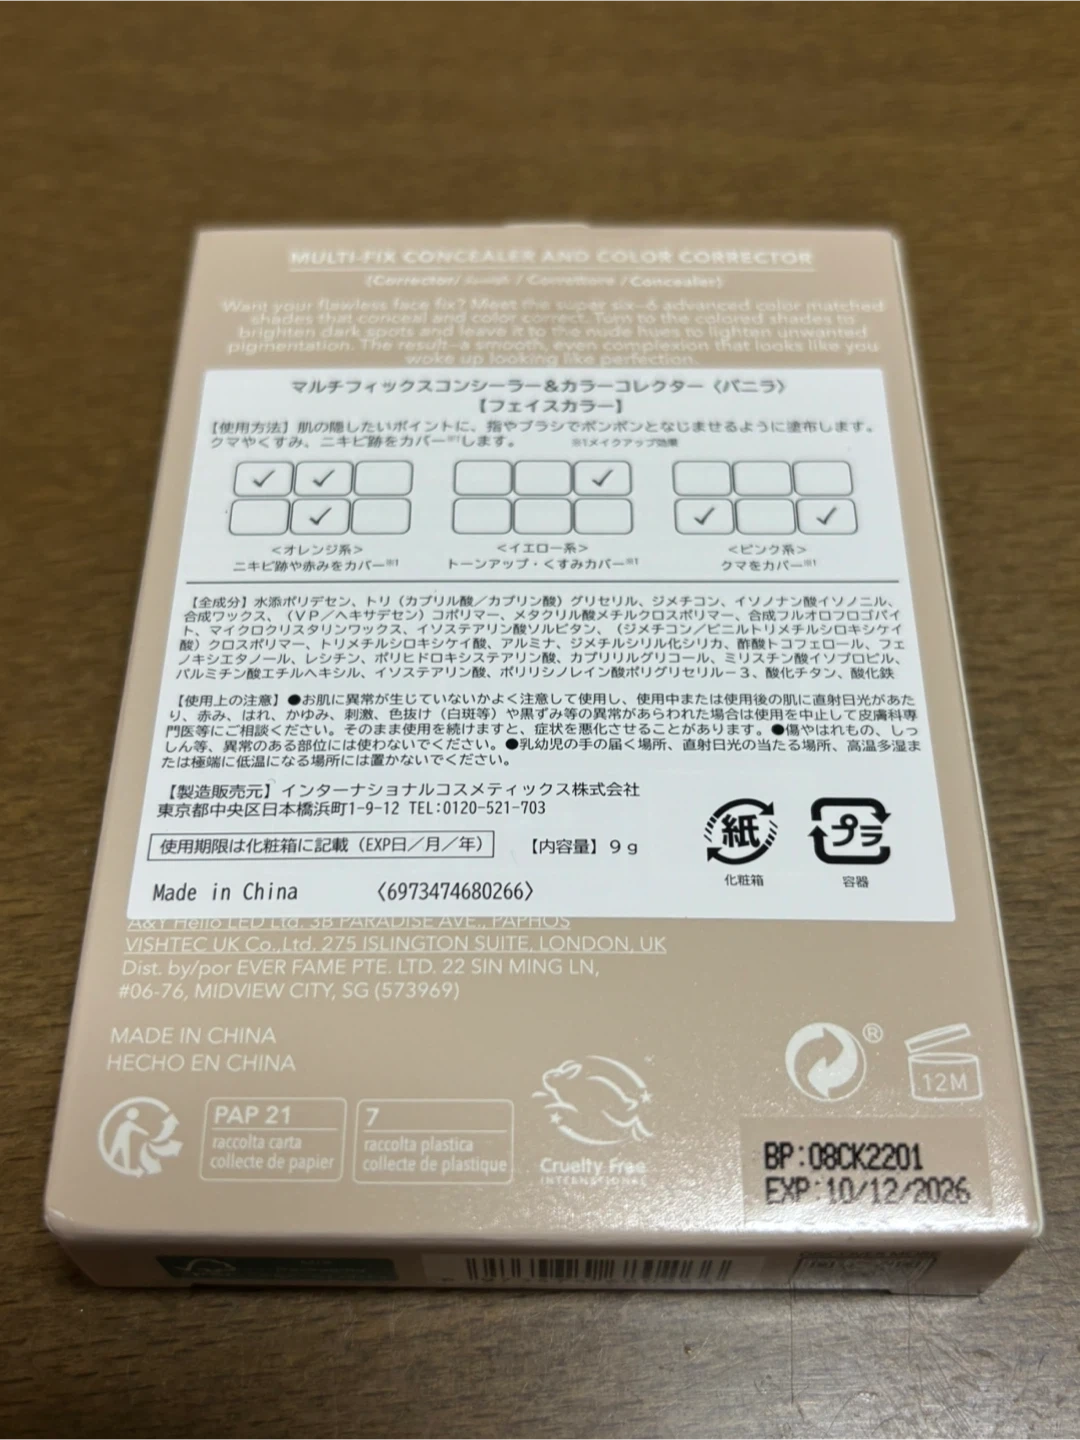 MULTI-FIX CONCEALER AND COLOR CORRECTOR
(Corrector/ / Correttore /Concealer)
Want your flawless face fix? Meet the super six–6 advanced color matched
shades that conceal and color correct. Turn to the colored shades to
brighten dark spots and leave it to the nude hues to lighten unwanted
pigmentation. The result–a smooth, even complexion that looks like you
woke up looking like perfection.
マルチフィックスコンシーラー&カラーコレクター〈バニラ〉
【フェイスカラー】
【使用方法】肌の隠したいポイントに、指やブラシでポンポンとなじませるように塗布します。
クマやくすみ、ニキビ跡をカバー※1します。 ※1メイクアップ効果
<オレンジ系> <イエロー系> <ピンク系>
ニキビ跡や赤みをカバー※1 トーンアップ・くすみカバー※1 クマをカバー※1
【全成分】水添ポリデセン、トリ(カプリル酸/カプリン酸)グリセリル、ジメチコン、イソノナン酸イソノニル、
合成ワックス、(VP/ヘキサデセン)コポリマー、メタクリル酸メチルクロスポリマー、合成フルオロフロゴパイ
ト、マイクロクリスタリンワックス、イソステアリン酸ソルビタン、(ジメチコン/ビニルトリメチルシロキシケイ
酸)クロスポリマー、トリメチルシロキシケイ酸、アルミナ、ジメチルシリル化シリカ、酢酸トコフェロール、フェ
ノキシエタノール、レシチン、ポリヒドロキシステアリン酸、カプリリルグリコール、ミリスチン酸イソプロピル、
パルミチン酸エチルヘキシル、イソステアリン酸、ポリリシノレイン酸ポリグリセリル-3、酸化チタン、酸化鉄
【使用上の注意】●お肌に異常が生じていないかよく注意して使用し、使用中または使用後の肌に直射日光があた
り、赤み、はれ、かゆみ、刺激、色抜け(白斑等)や黒ずみ等の異常があらわれた場合は使用を中止して皮膚科専
門医等にご相談ください。そのまま使用を続けますと、症状を悪化させることがあります。●傷やはれもの、しっ
しん等、異常のある部位には使わないでください。●乳幼児の手の届く場所、直射日光の当たる場所、高温多湿ま
たは極端に低温になる場所には置かないでください。
【製造販売元】インターナショナルコスメティックス株式会社
東京都中央区日本橋浜町1-9-12 TEL:0120-521-703
使用期限は化粧箱に記載(EXP日/月/年) 【内容量】9g
紙 プラ
化粧箱 容器
Made in China 〈6973474680266〉
A&Y Hello LED Ltd. 3B PARADISE AVE., PAPHOS
VISHTEC UK Co.,Ltd. 275 ISLINGTON SUITE, LONDON, UK
Dist. by/por EVER FAME PTE. LTD. 22 SIN MING LN,
#06-76, MIDVIEW CITY, SG (573969)
MADE IN CHINA
HECHO EN CHINA
®
12M
PAP 21 7
raccolta carta raccolta plastica
collecte de papier collecte de plastique
Cruelty Free
INTERNATIONAL
BP:08CK2201
EXP:10/12/2026
DISCOVER MORE